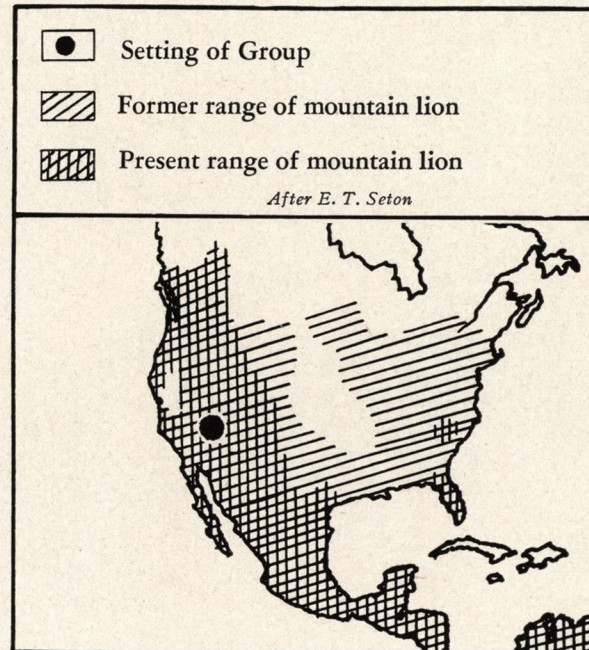 Setting of Group
Former range of mountain lion
Present range of mountain lion
After E. T. Seton